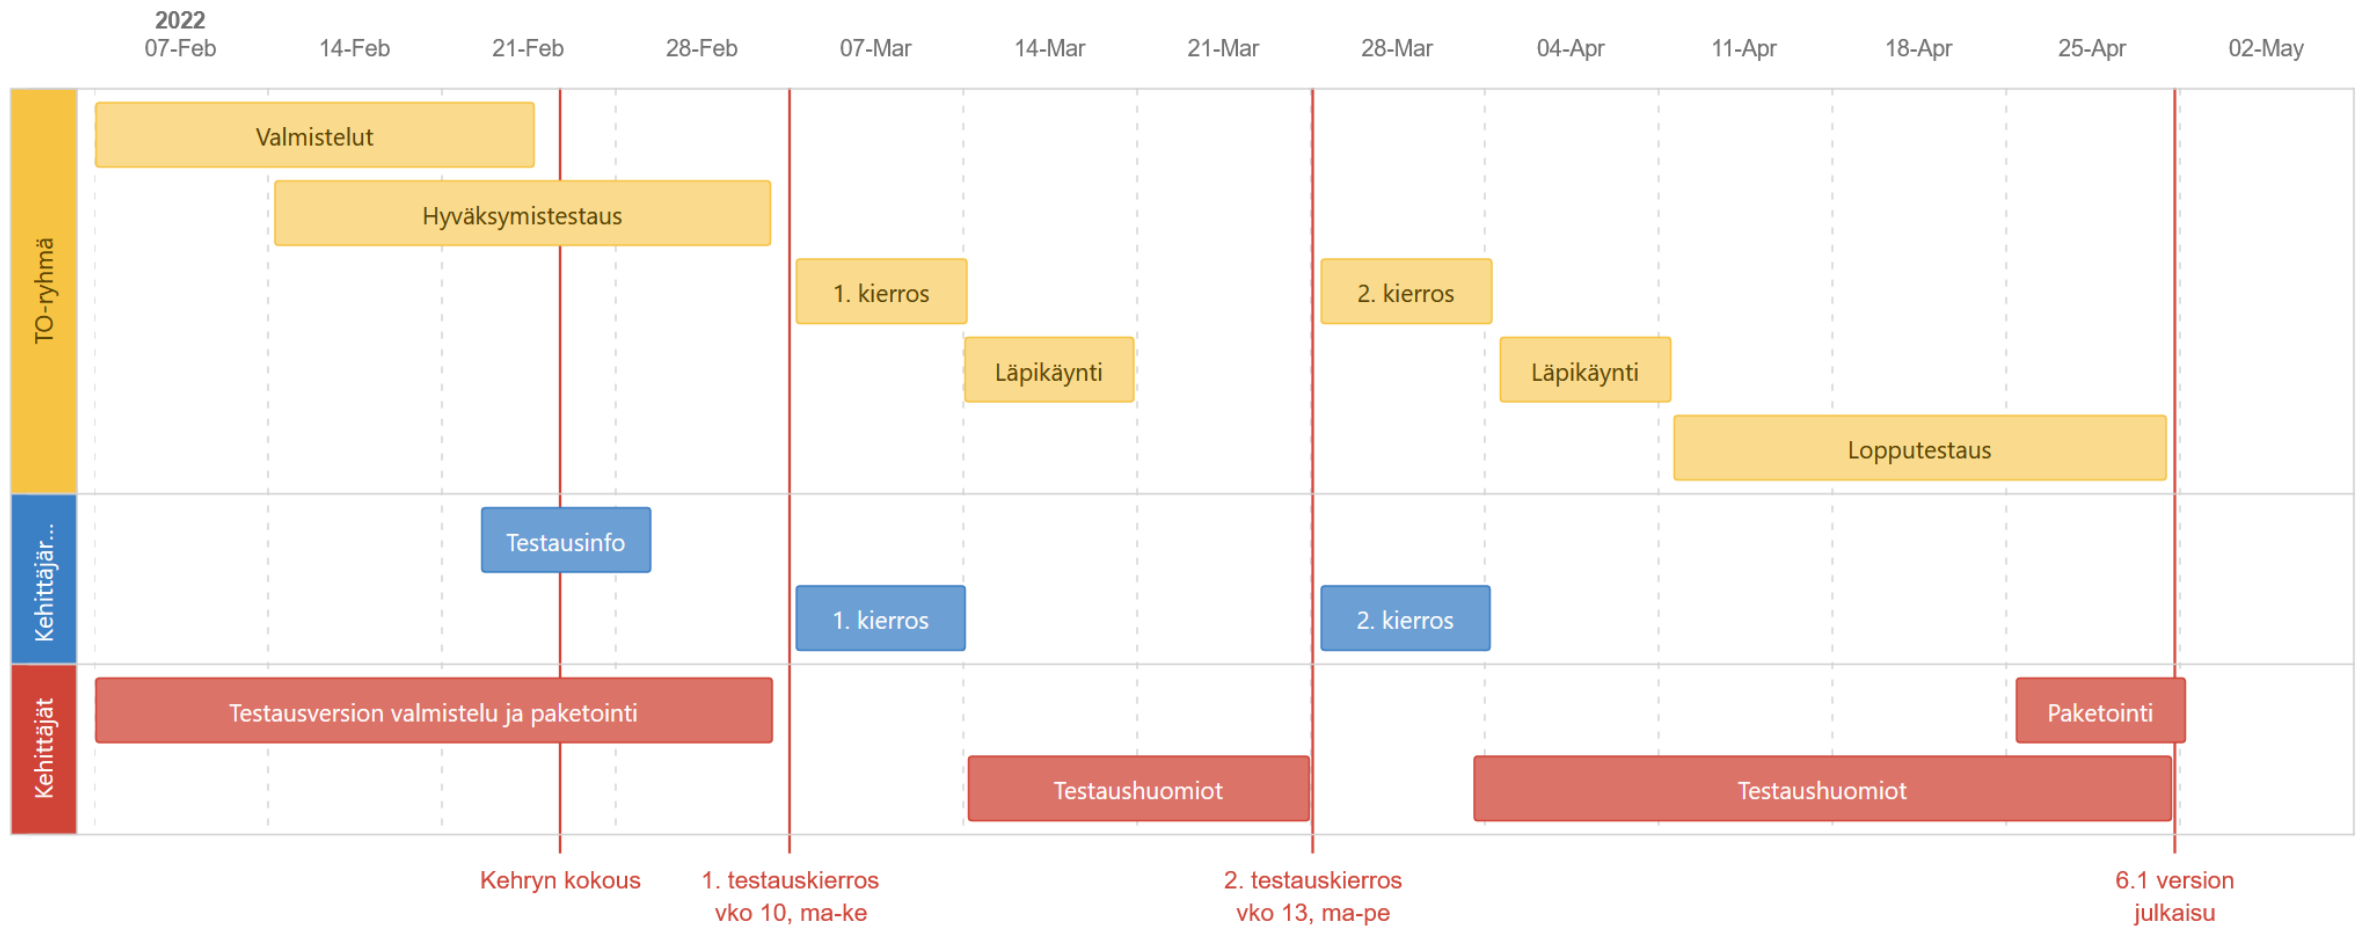 2022
07-Feb 14-Feb 21-Feb 28-Feb 07-Mar 14-Mar 21-Mar 28-Mar 04-Apr 11-Apr 18-Apr 25-Apr 02-May
TO-ryhmä
Valmistelut
Hyväksymistestaus
1. kierros 2. kierros
Läpikäynti Läpikäynti
Lopputestaus
Kehittäjär...
Testausinfo
1. kierros 2. kierros
Kehittäjät
Testausversion valmistelu ja paketointi Paketointi
Testaushuomiot Testaushuomiot
Kehryn kokous 1. testauskierros 2. testauskierros 6.1 version
vko 10, ma-ke vko 13, ma-pe julkaisu